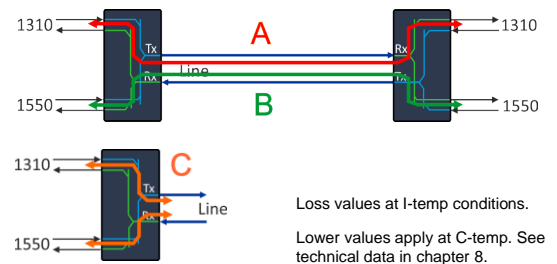 1310
A
1310
Tx
Rx
Line
Rx
Tx
1550
B
1550
1310
C
Tx
Line
Rx
1550
Loss values at I-temp conditions.
Lower values apply at C-temp. See
technical data in chapter 8.